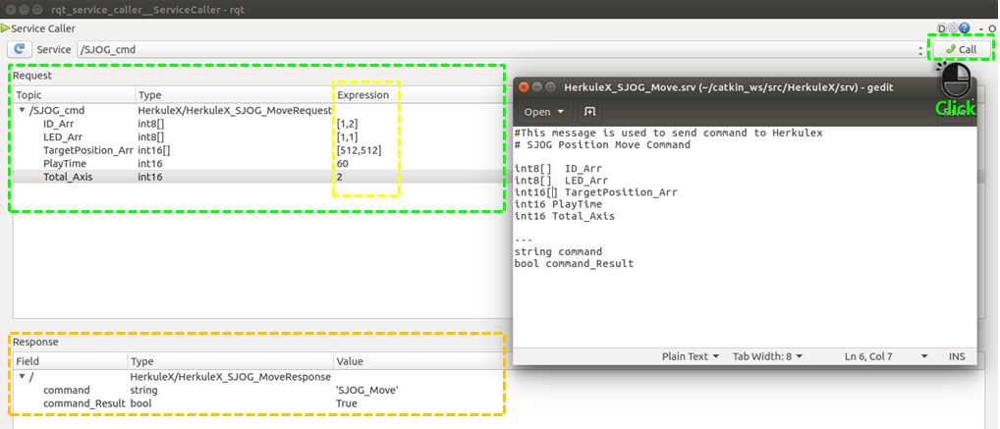 rqt_service_caller__ServiceCaller - rqt
Service Caller
D ? - O
Service /SJOG_cmd Call
Request
Topic Type Expression
/SJOG_cmd HerkuleX/HerkuleX_SJOG_MoveRequest
ID_Arr int8[] [1,2]
LED_Arr int8[] [1,1]
TargetPosition_Arr int16[] [512,512]
PlayTime int16 60
Total_Axis int16 2
Click
HerkuleX_SJOG_Move.srv (~/catkin_ws/src/HerkuleX/srv) - gedit
Open
#This message is used to send command to Herkulex
# SJOG Position Move Command
int8[] ID_Arr
int8[] LED_Arr
int16[] TargetPosition_Arr
int16 PlayTime
int16 Total_Axis
---
string command
bool command_Result
Plain Text Tab Width: 8 Ln 6, Col 7 INS
Response
Field Type Value
/ HerkuleX/HerkuleX_SJOG_MoveResponse
command string 'SJOG_Move'
command_Result bool True